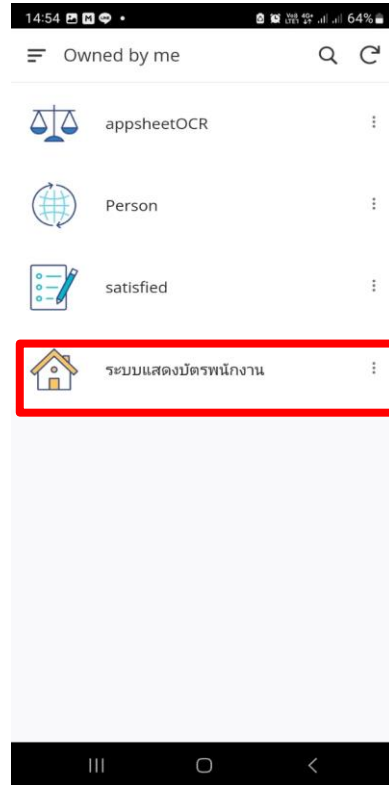 14:54 64%
Owned by me
appsheetOCR
Person
satisfied
ระบบแสดงบัตรพนักงาน